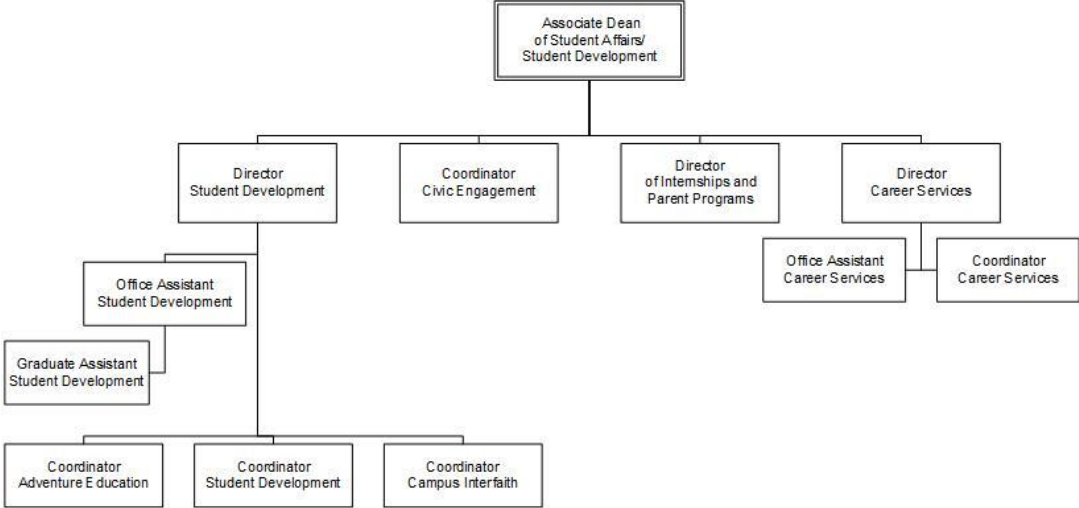 Associate Dean
of Student Affairs/
Student Development
Director
Student Development
Coordinator
Civic Engagement
Director
of Internships and
Parent Programs
Director
Career Services
Office Assistant
Student Development
Office Assistant
Career Services
Coordinator
Career Services
Graduate Assistant
Student Development
Coordinator
Adventure Education
Coordinator
Student Development
Coordinator
Campus Interfaith